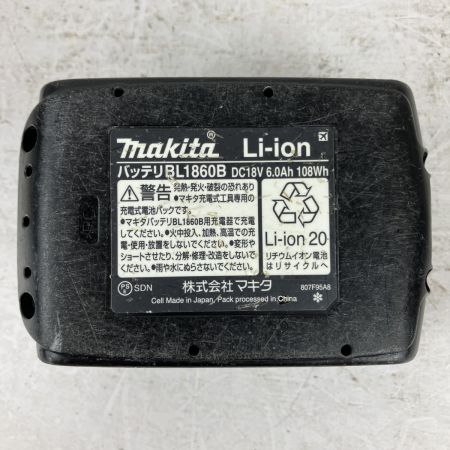 makita® Li-ion
バッテリBL1860B DC18V 6.0Ah 108Wh
警告 発熱・発火・破裂の恐れあり
●マキタ充電式工具専用の
充電式電池パックです。
●マキタバッテリBL1860B用充電器で充電
してください。●火中投入、加熱、高温での充
電・使用・放置をしないでください。●変形や
ショートさせたり、分解・修理・改造をしないで
ください。●雨や水にぬらさないでください。
Li-ion 20
リチウムイオン電池
はリサイクルへ
PS E SDN
株式会社マキタ
Cell Made in Japan, Pack processed in China
807F95A8